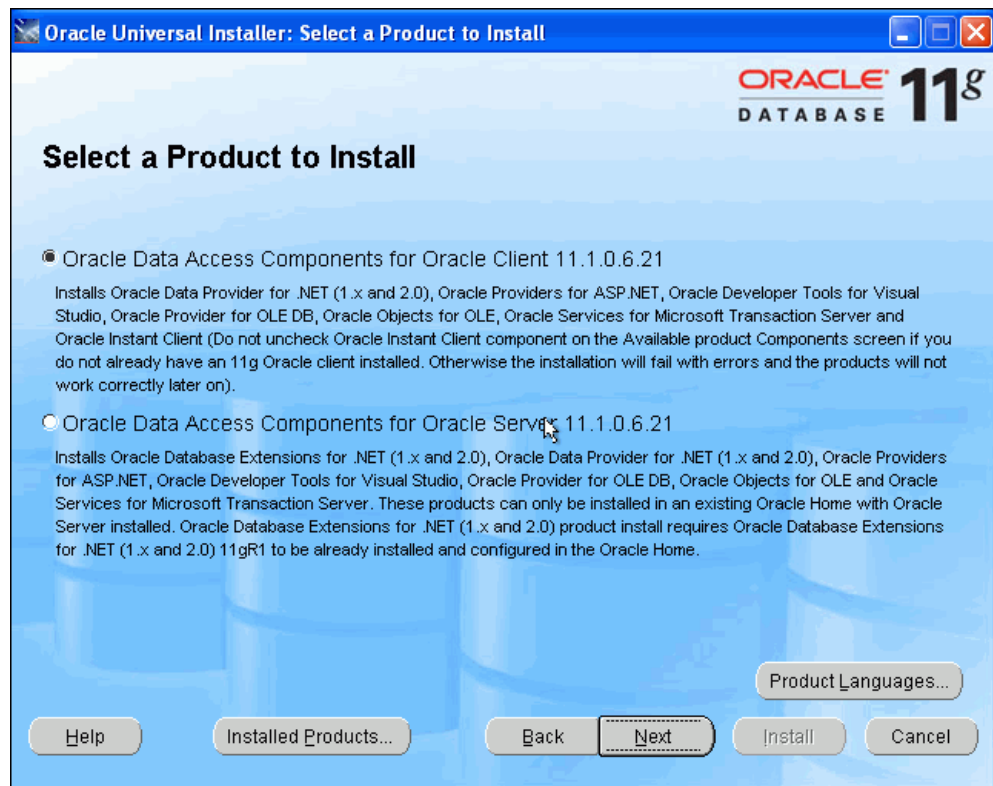 Oracle Universal Installer: Select a Product to Install
ORACLE 11g
DATABASE
Select a Product to Install
Oracle Data Access Components for Oracle Client 11.1.0.6.21
Installs Oracle Data Provider for .NET (1.x and 2.0), Oracle Providers for ASP.NET, Oracle Developer Tools for Visual
Studio, Oracle Provider for OLE DB, Oracle Objects for OLE, Oracle Services for Microsoft Transaction Server and
Oracle Instant Client (Do not uncheck Oracle Instant Client component on the Available product Components screen if you
do not already have an 11g Oracle client installed. Otherwise the installation will fail with errors and the products will not
work correctly later on).
Oracle Data Access Components for Oracle Server 11.1.0.6.21
Installs Oracle Database Extensions for .NET (1.x and 2.0), Oracle Data Provider for .NET (1.x and 2.0), Oracle Providers
for ASP.NET, Oracle Developer Tools for Visual Studio, Oracle Provider for OLE DB, Oracle Objects for OLE and Oracle
Services for Microsoft Transaction Server. These products can only be installed in an existing Oracle Home with Oracle
Server installed. Oracle Database Extensions for .NET (1.x and 2.0) product install requires Oracle Database Extensions
for .NET (1.x and 2.0) 11gR1 to be already installed and configured in the Oracle Home.
Product Languages...
Help Installed Products... Back Next Install Cancel